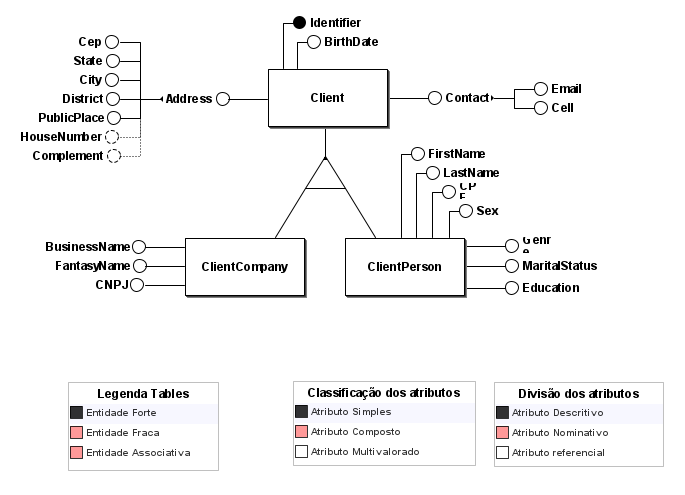 Identifier
BirthDate
Cep
State
City
District
PublicPlace
HouseNumber
Complement
Address
Client
Contact
Email
Cell
FirstName
LastName
CP
F
Sex
BusinessName
FantasyName
CNPJ
ClientCompany
ClientPerson
Genr
e
MaritalStatus
Education
Legenda Tables
Entidade Forte
Entidade Fraca
Entidade Associativa
Classificação dos atributos
Atributo Simples
Atributo Composto
Atributo Multivalorado
Divisão dos atributos
Atributo Descritivo
Atributo Nominativo
Atributo referencial